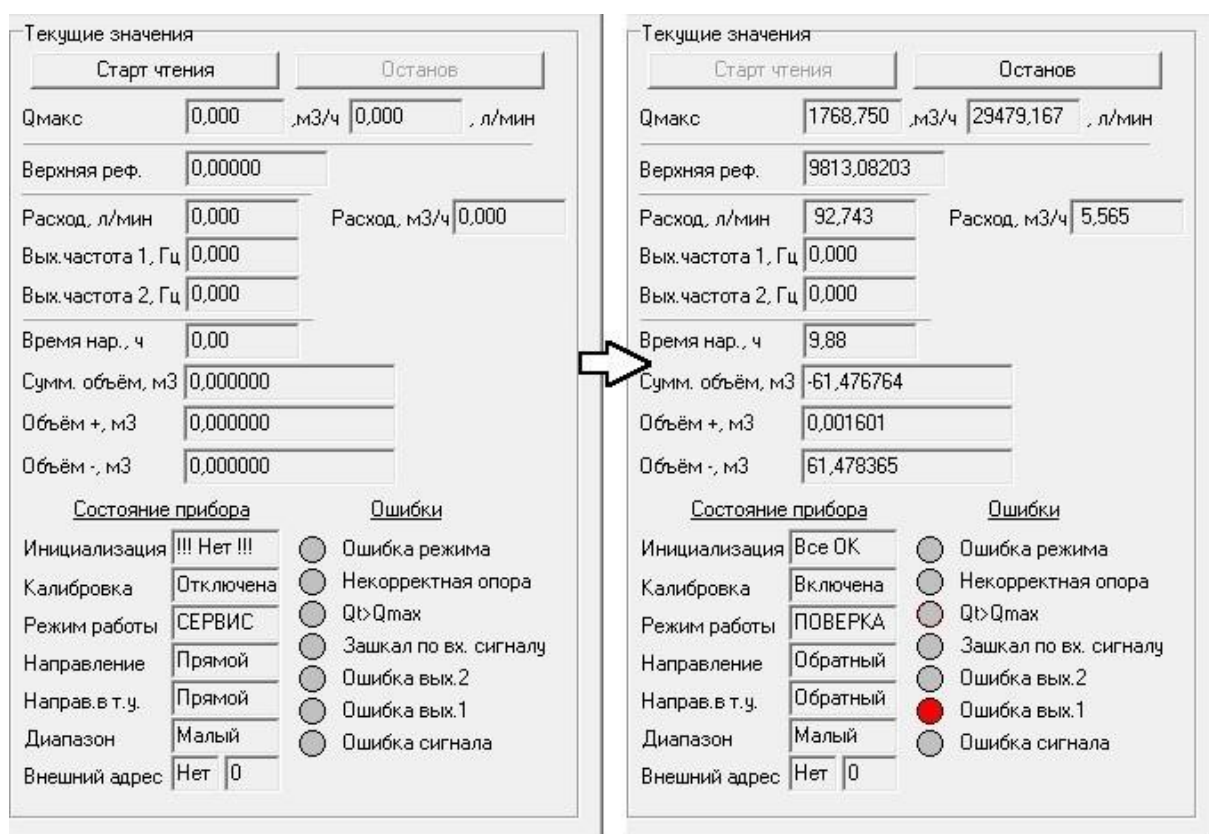 Текущие значения
Старт чтения Останов
Qмакс 0,000 ,м3/ч 0,000 , л/мин
Верхняя реф. 0,00000
Расход, л/мин 0,000 Расход, м3/ч 0,000
Вых.частота 1, Гц 0,000
Вых.частота 2, Гц 0,000
Время нар., ч 0,00
Сумм. объём, м3 0,000000
Объём +, м3 0,000000
Объём -, м3 0,000000
Состояние прибора Ошибки
Инициализация !!! Нет !!! Ошибка режима
Калибровка Отключена Некорректная опора
Режим работы СЕРВИС Qt>Qmax
Направление Прямой Зашкал по вх. сигналу
Направ.в т.у. Прямой Ошибка вых.2
Диапазон Малый Ошибка вых.1
Внешний адрес Нет 0 Ошибка сигнала
Текущие значения
Старт чтения Останов
Qмакс 1768,750 ,м3/ч 29479,167 , л/мин
Верхняя реф. 9813,08203
Расход, л/мин 92,743 Расход, м3/ч 5,565
Вых.частота 1, Гц 0,000
Вых.частота 2, Гц 0,000
Время нар., ч 9,88
Сумм. объём, м3 -61,476764
Объём +, м3 0,001601
Объём -, м3 61,478365
Состояние прибора Ошибки
Инициализация Все ОК Ошибка режима
Калибровка Включена Некорректная опора
Режим работы ПОВЕРКА Qt>Qmax
Направление Обратный Зашкал по вх. сигналу
Направ.в т.у. Обратный Ошибка вых.2
Диапазон Малый Ошибка вых.1
Внешний адрес Нет 0 Ошибка сигнала